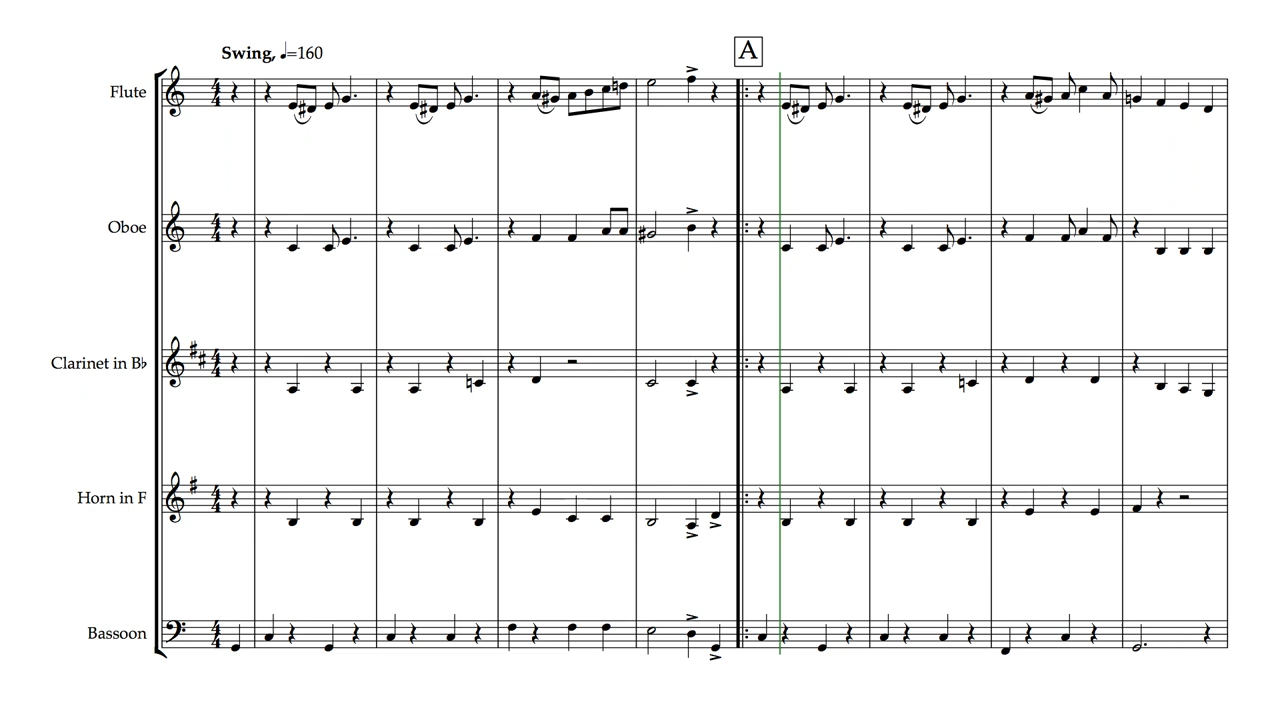 Swing, ♩=160
A
Flute
Oboe
Clarinet in B♭
Horn in F
Bassoon